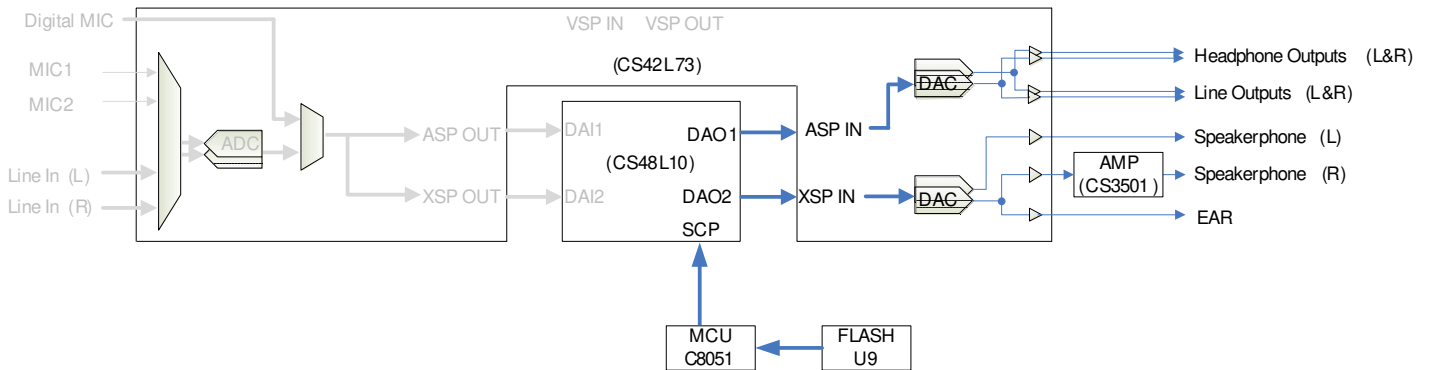 Digital MIC
VSP IN VSP OUT
MIC1
(CS42L73)
DAC
Headphone Outputs (L&R)
MIC2
Line Outputs (L&R)
ADC
ASP OUT
DAI1
DAO1
ASP IN
Speakerphone (L)
(CS48L10)
AMP
(CS3501)
Line In (L)
Speakerphone (R)
XSP OUT
DAI2
DAO2
XSP IN
DAC
Line In (R)
EAR
SCP
MCU
C8051
FLASH
U9